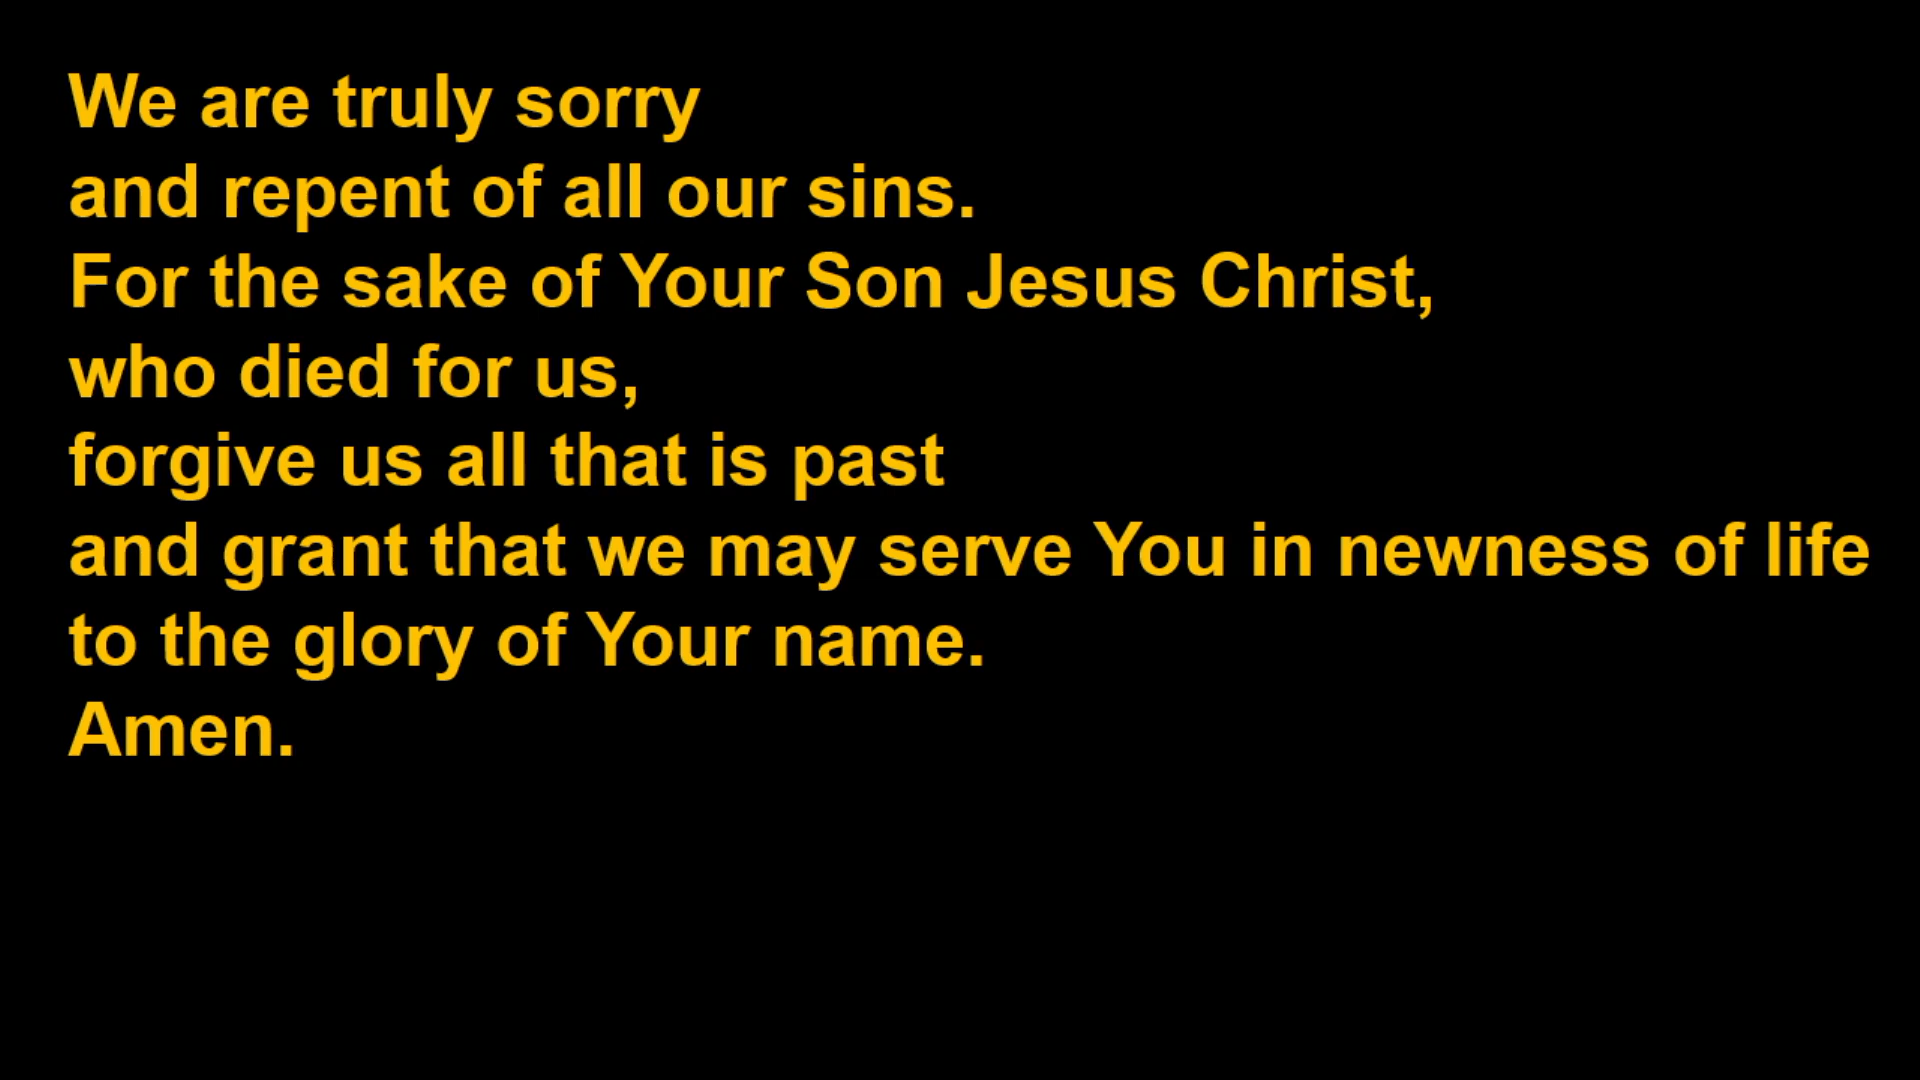 We are truly sorry
and repent of all our sins.
For the sake of Your Son Jesus Christ,
who died for us,
forgive us all that is past
and grant that we may serve You in newness of life
to the glory of Your name.
Amen.